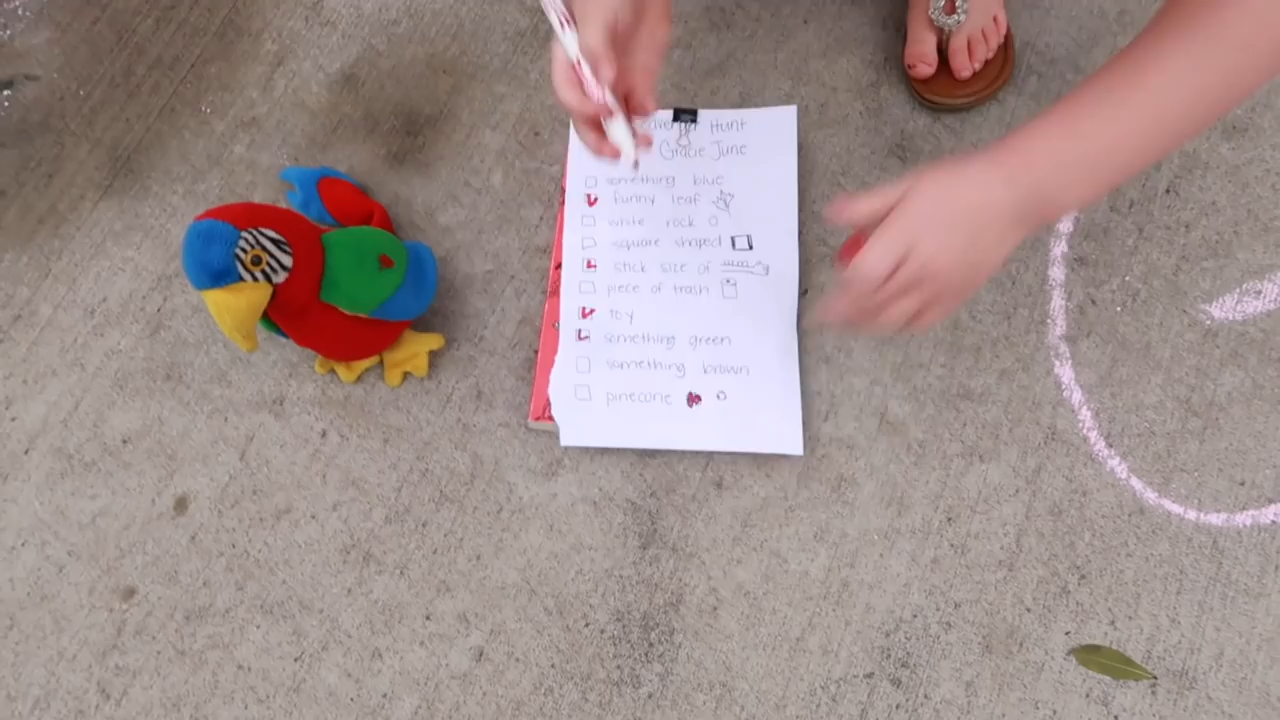 Hunt
Gracie June
something blue
funny leaf
white rock
square shaped
stick size of
piece of trash
toy
something green
something brown
pinecone